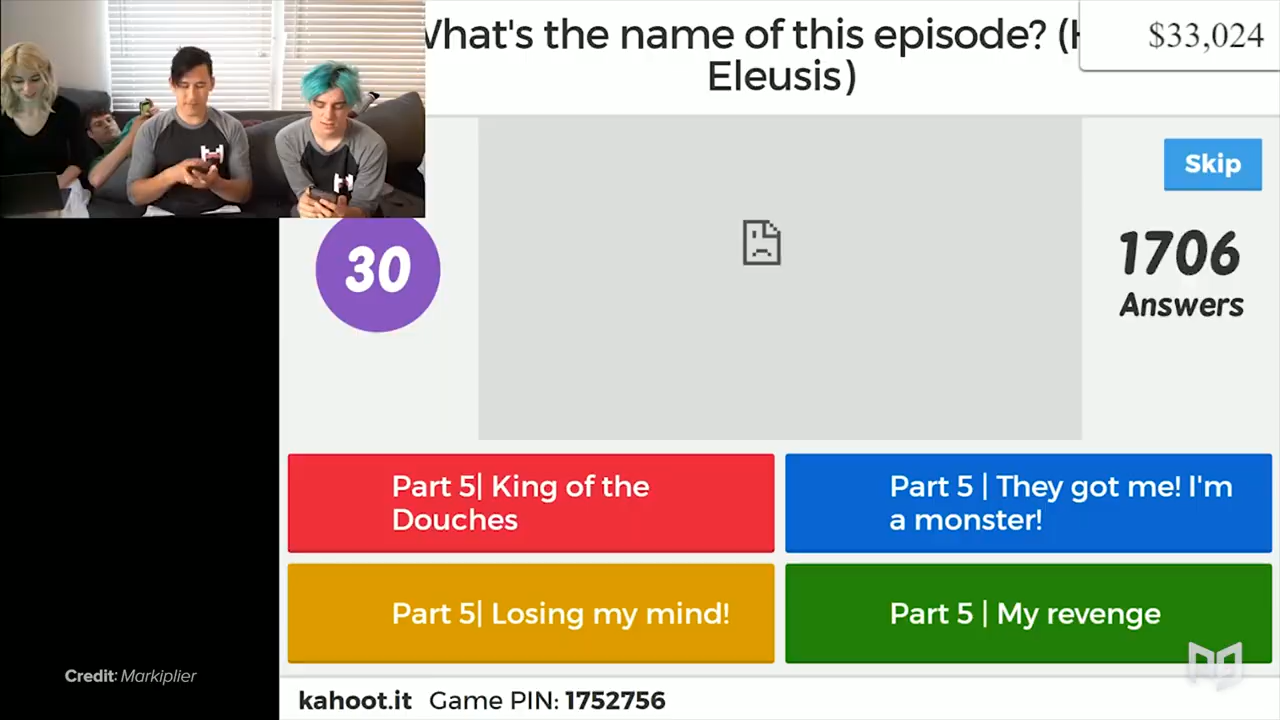 What's the name of this episode? (H
$33,024
Eleusis)
Skip
30
1706
Answers
Part 5| King of the
Douches
Part 5 | They got me! I'm
a monster!
Part 5| Losing my mind!
Part 5 | My revenge
Credit: Markiplier
kahoot.it Game PIN: 1752756